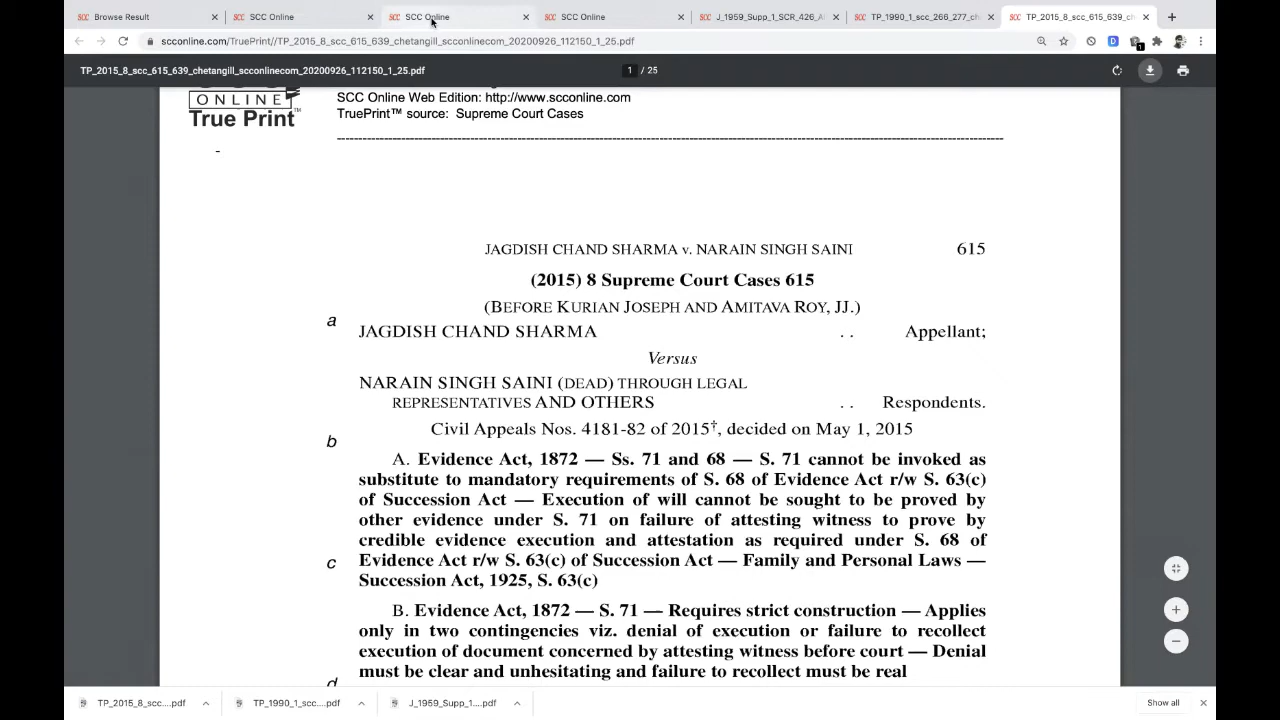 Browse Result
SCC Online
SCC Online
SCC Online
J_1959_Supp_1_SCR_426_A
TP_1990_1_scc_266_277_ch
TP_2015_8_scc_615_639_che
scconline.com/TruePrint//TP_2015_8_scc_615_639_chetangill_scconlinecom_20200926_112150_1_25.pdf
TP_2015_8_scc_615_639_chetangill_scconlinecom_20200926_112150_1_25.pdf
1 / 25
ONLINE
True Print™
SCC Online Web Edition: http://www.scconline.com
TruePrint™ source: Supreme Court Cases
JAGDISH CHAND SHARMA v. NARAIN SINGH SAINI 615
(2015) 8 Supreme Court Cases 615
(BEFORE KURIAN JOSEPH AND AMITAVA ROY, JJ.)
a
JAGDISH CHAND SHARMA . . Appellant;
Versus
NARAIN SINGH SAINI (DEAD) THROUGH LEGAL
REPRESENTATIVES AND OTHERS . . Respondents.
Civil Appeals Nos. 4181-82 of 2015†, decided on May 1, 2015
b
A. Evidence Act, 1872 — Ss. 71 and 68 — S. 71 cannot be invoked as
substitute to mandatory requirements of S. 68 of Evidence Act r/w S. 63(c)
of Succession Act — Execution of will cannot be sought to be proved by
other evidence under S. 71 on failure of attesting witness to prove by
credible evidence execution and attestation as required under S. 68 of
c
Evidence Act r/w S. 63(c) of Succession Act — Family and Personal Laws —
Succession Act, 1925, S. 63(c)
B. Evidence Act, 1872 — S. 71 — Requires strict construction — Applies
only in two contingencies viz. denial of execution or failure to recollect
execution of document concerned by attesting witness before court — Denial
must be clear and unhesitating and failure to recollect must be real
d
TP_2015_8_scc....pdf
TP_1990_1_scc....pdf
J_1959_Supp_1....pdf
Show all